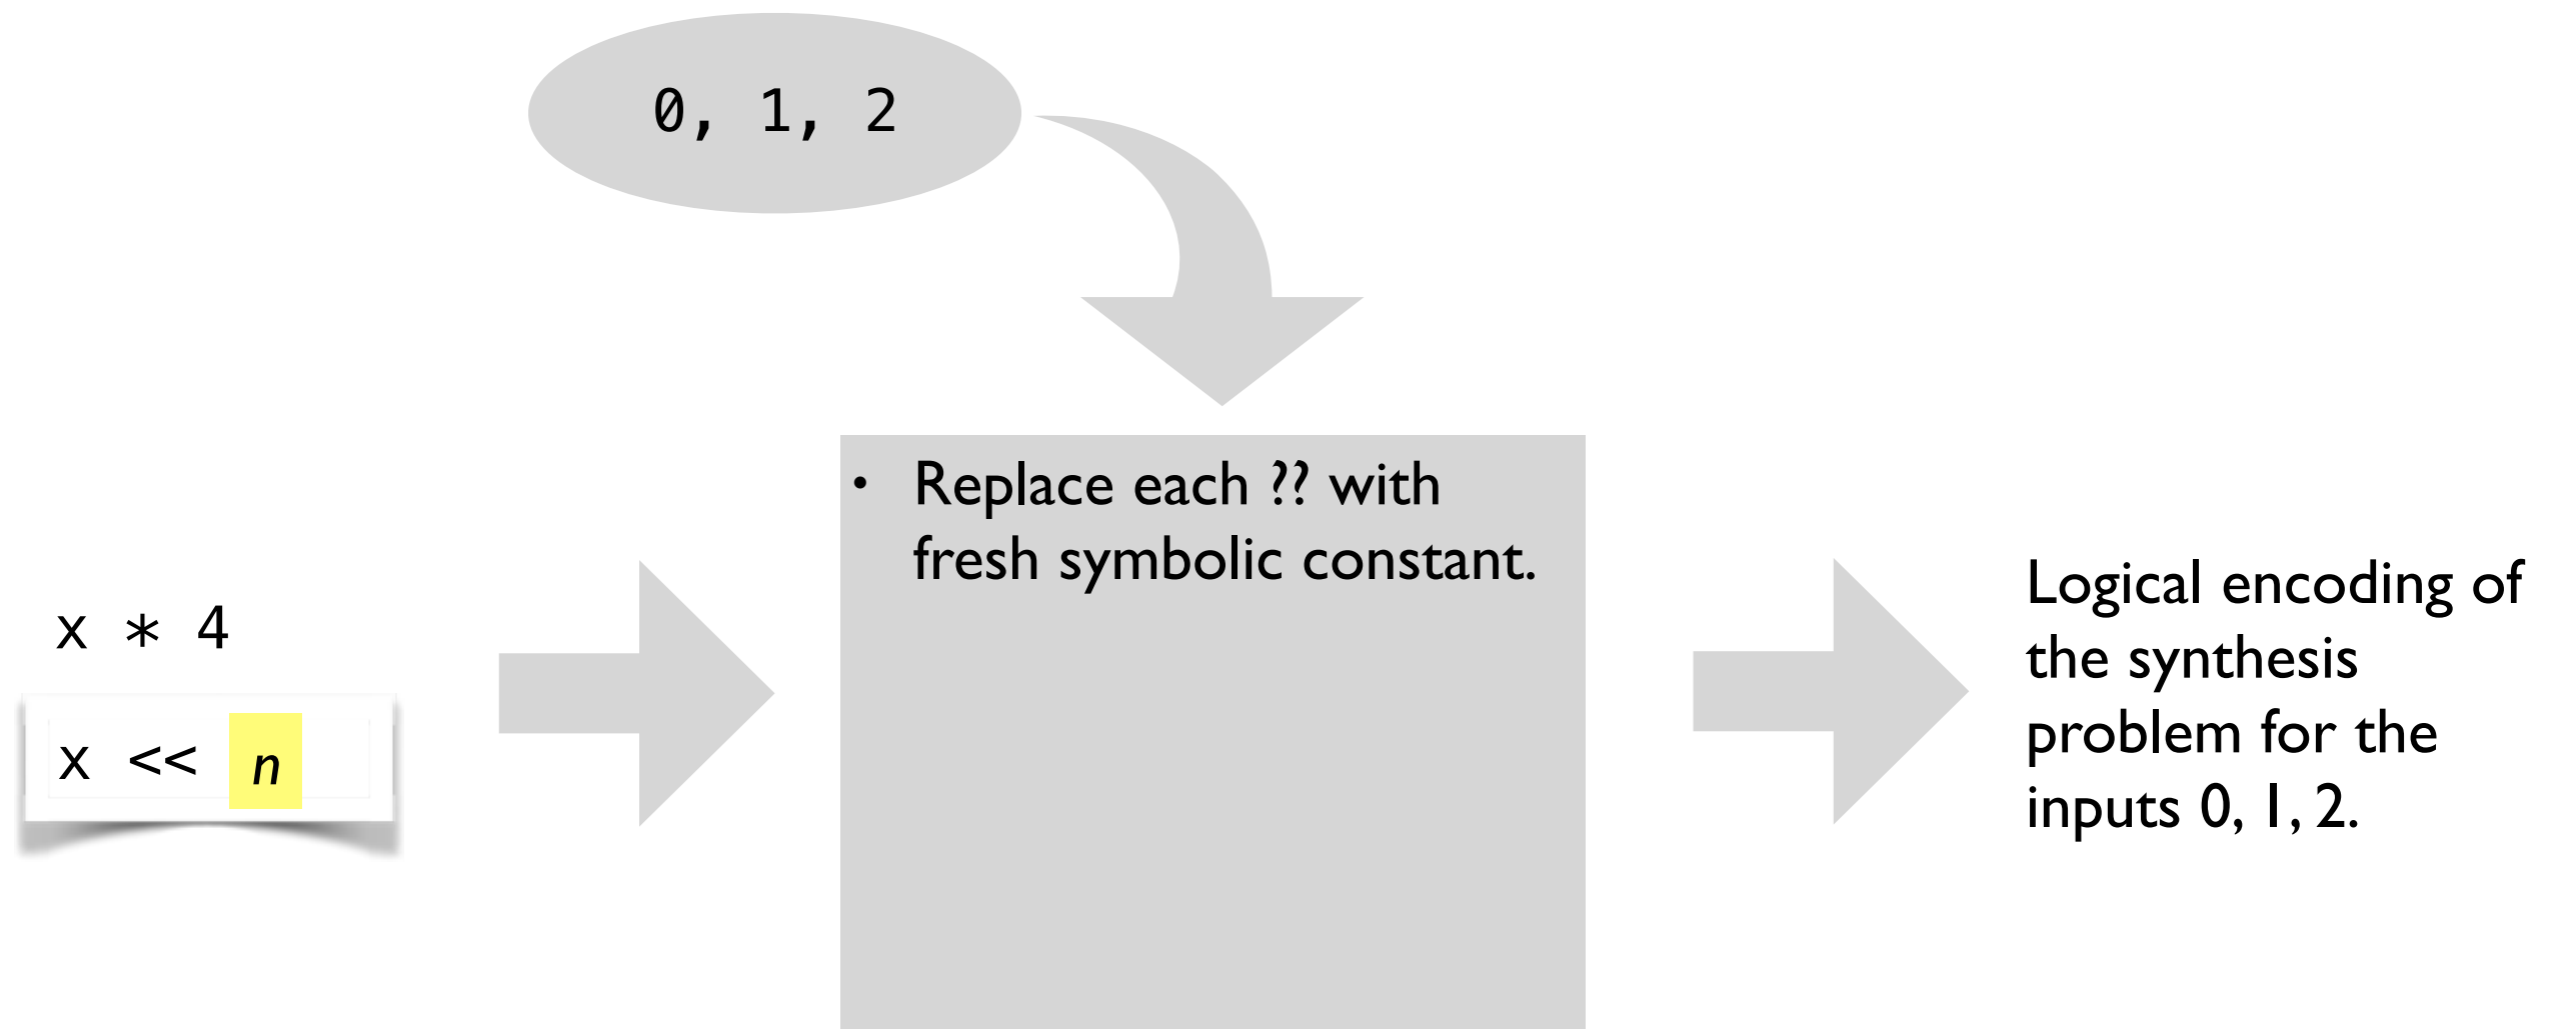 0, 1, 2
• Replace each ?? with
fresh symbolic constant.
x * 4
x << n
Logical encoding of
the synthesis
problem for the
inputs 0, 1, 2.